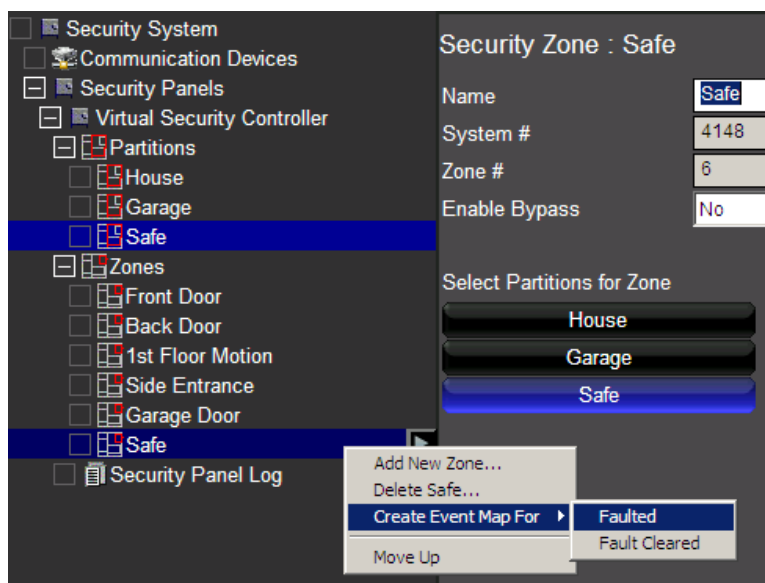 Security System
Communication Devices
Security Panels
Virtual Security Controller
Partitions
House
Garage
Safe
Zones
Front Door
Back Door
1st Floor Motion
Side Entrance
Garage Door
Safe
Security Panel Log
Security Zone : Safe
Name Safe
System # 4148
Zone # 6
Enable Bypass No
Select Partitions for Zone
House
Garage
Safe
Add New Zone...
Delete Safe...
Create Event Map For
Move Up
Faulted
Fault Cleared